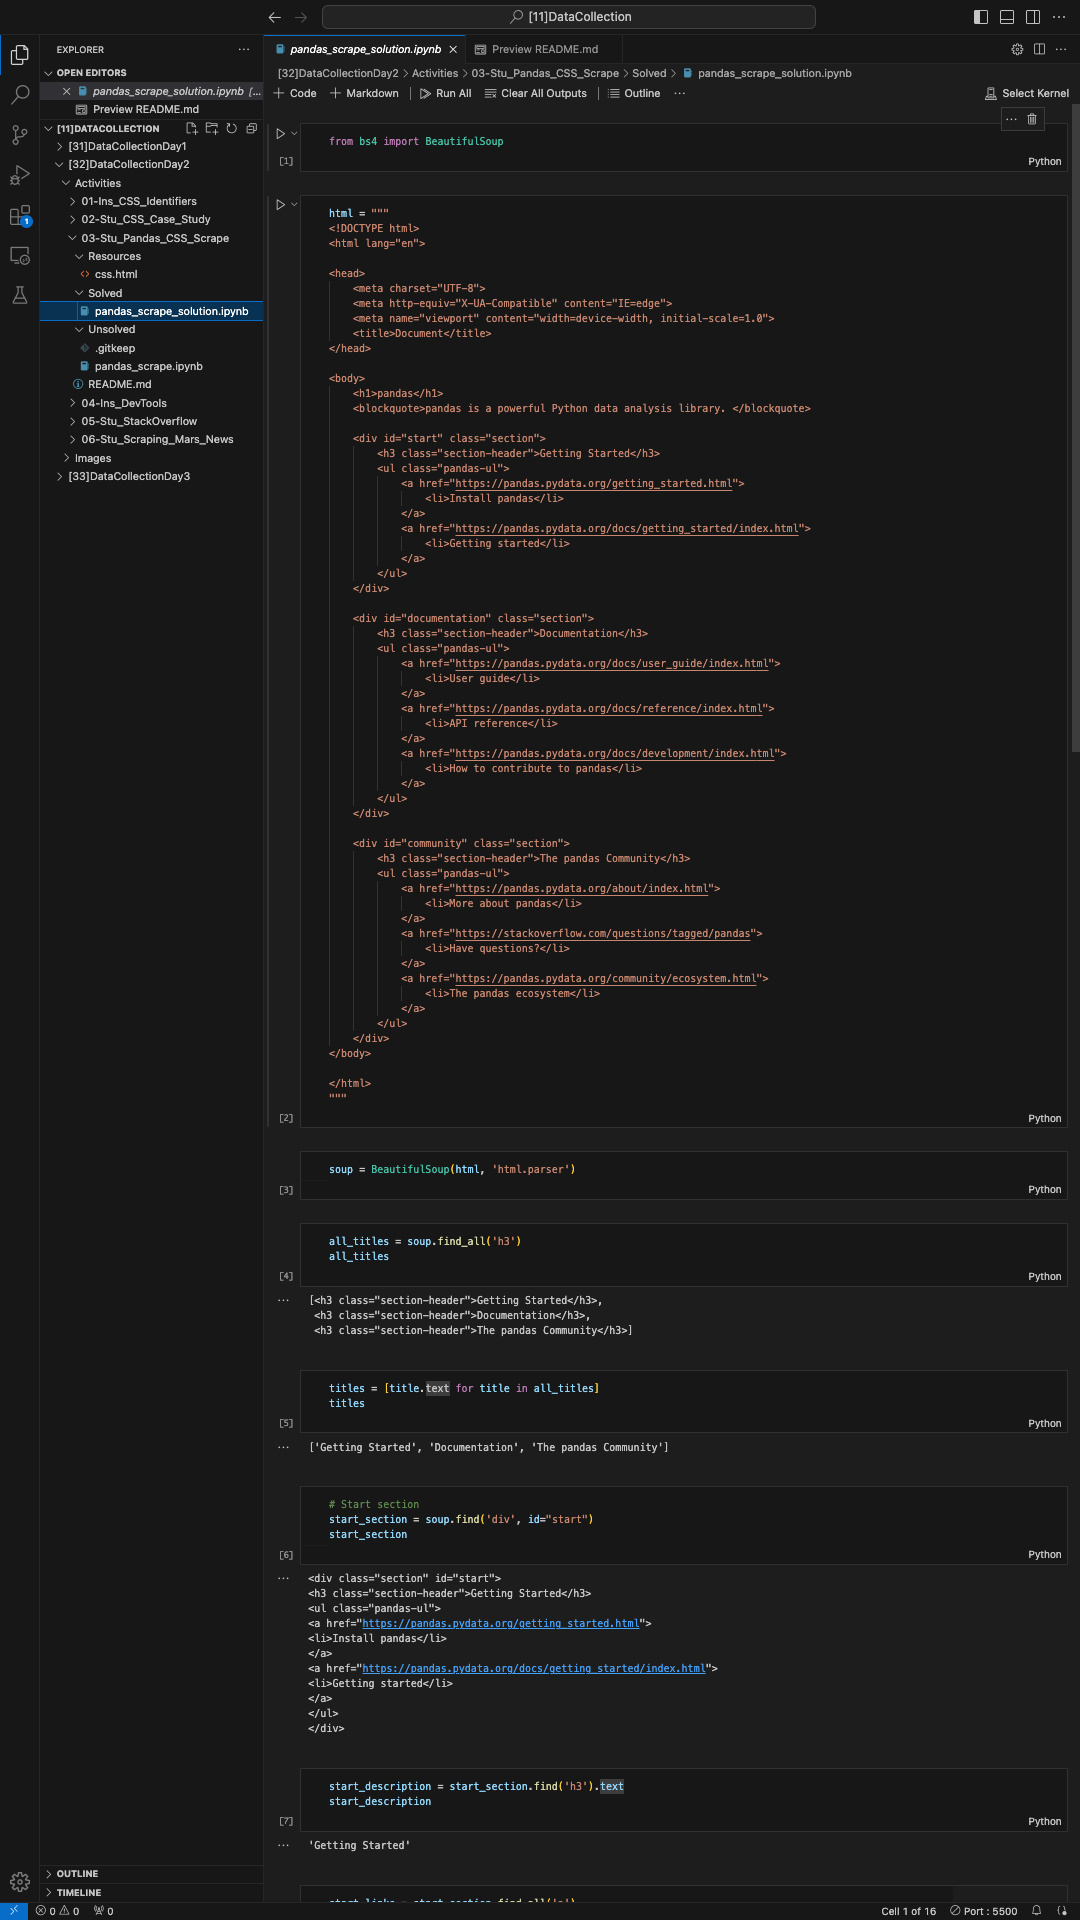 [11]DataCollection
EXPLORER
OPEN EDITORS
pandas_scrape_solution.ipynb [...
Preview README.md
[11]DATACOLLECTION
[31]DataCollectionDay1
[32]DataCollectionDay2
Activities
01-Ins_CSS_Identifiers
02-Stu_CSS_Case_Study
03-Stu_Pandas_CSS_Scrape
Resources
css.html
Solved
pandas_scrape_solution.ipynb
Unsolved
.gitkeep
pandas_scrape.ipynb
README.md
04-Ins_DevTools
05-Stu_StackOverflow
06-Stu_Scraping_Mars_News
Images
[33]DataCollectionDay3
OUTLINE
TIMELINE
1
pandas_scrape_solution.ipynb
Preview README.md
[32]DataCollectionDay2 > Activities > 03-Stu_Pandas_CSS_Scrape > Solved > pandas_scrape_solution.ipynb
+ Code + Markdown Run All Clear All Outputs Outline ... Select Kernel
from bs4 import BeautifulSoup
[1] Python
html = """
<!DOCTYPE html>
<html lang="en">
<head>
<meta charset="UTF-8">
<meta http-equiv="X-UA-Compatible" content="IE=edge">
<meta name="viewport" content="width=device-width, initial-scale=1.0">
<title>Document</title>
</head>
<body>
<h1>pandas</h1>
<blockquote>pandas is a powerful Python data analysis library. </blockquote>
<div id="start" class="section">
<h3 class="section-header">Getting Started</h3>
<ul class="pandas-ul">
<a href="https://pandas.pydata.org/getting_started.html">
<li>Install pandas</li>
</a>
<a href="https://pandas.pydata.org/docs/getting_started/index.html">
<li>Getting started</li>
</a>
</ul>
</div>
<div id="documentation" class="section">
<h3 class="section-header">Documentation</h3>
<ul class="pandas-ul">
<a href="https://pandas.pydata.org/docs/user_guide/index.html">
<li>User guide</li>
</a>
<a href="https://pandas.pydata.org/docs/reference/index.html">
<li>API reference</li>
</a>
<a href="https://pandas.pydata.org/docs/development/index.html">
<li>How to contribute to pandas</li>
</a>
</ul>
</div>
<div id="community" class="section">
<h3 class="section-header">The pandas Community</h3>
<ul class="pandas-ul">
<a href="https://pandas.pydata.org/about/index.html">
<li>More about pandas</li>
</a>
<a href="https://stackoverflow.com/questions/tagged/pandas">
<li>Have questions?</li>
</a>
<a href="https://pandas.pydata.org/community/ecosystem.html">
<li>The pandas ecosystem</li>
</a>
</ul>
</div>
</body>
</html>
"""
[2] Python
soup = BeautifulSoup(html, 'html.parser')
[3] Python
all_titles = soup.find_all('h3')
all_titles
[4] Python
[<h3 class="section-header">Getting Started</h3>,
<h3 class="section-header">Documentation</h3>,
<h3 class="section-header">The pandas Community</h3>]
titles = [title.text for title in all_titles]
titles
[5] Python
['Getting Started', 'Documentation', 'The pandas Community']
# Start section
start_section = soup.find('div', id="start")
start_section
[6] Python
<div class="section" id="start">
<h3 class="section-header">Getting Started</h3>
<ul class="pandas-ul">
<a href="https://pandas.pydata.org/getting_started.html">
<li>Install pandas</li>
</a>
<a href="https://pandas.pydata.org/docs/getting_started/index.html">
<li>Getting started</li>
</a>
</ul>
</div>
start_description = start_section.find('h3').text
start_description
[7] Python
'Getting Started'
start_links = start_section.find_all('a')
0 0 0 Cell 1 of 16 Port : 5500